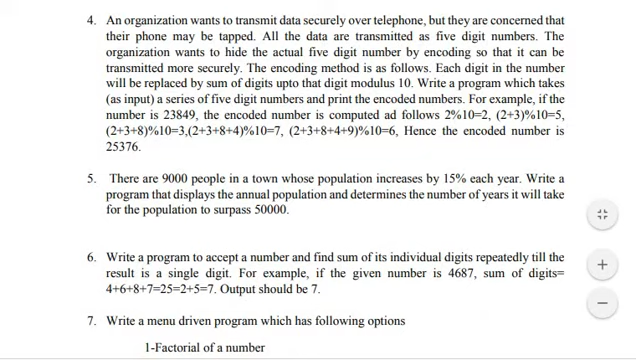 4. An organization wants to transmit data securely over telephone, but they are concerned that
their phone may be tapped. All the data are transmitted as five digit numbers. The
organization wants to hide the actual five digit number by encoding so that it can be
transmitted more securely. The encoding method is as follows. Each digit in the number
will be replaced by sum of digits upto that digit modulus 10. Write a program which takes
(as input) a series of five digit numbers and print the encoded numbers. For example, if the
number is 23849, the encoded number is computed ad follows 2%10=2, (2+3)%10=5,
(2+3+8)%10=3,(2+3+8+4)%10=7, (2+3+8+4+9)%10=6, Hence the encoded number is
25376.
5. There are 9000 people in a town whose population increases by 15% each year. Write a
program that displays the annual population and determines the number of years it will take
for the population to surpass 50000.
6. Write a program to accept a number and find sum of its individual digits repeatedly till the
result is a single digit. For example, if the given number is 4687, sum of digits=
4+6+8+7=25=2+5=7. Output should be 7.
7. Write a menu driven program which has following options
1-Factorial of a number